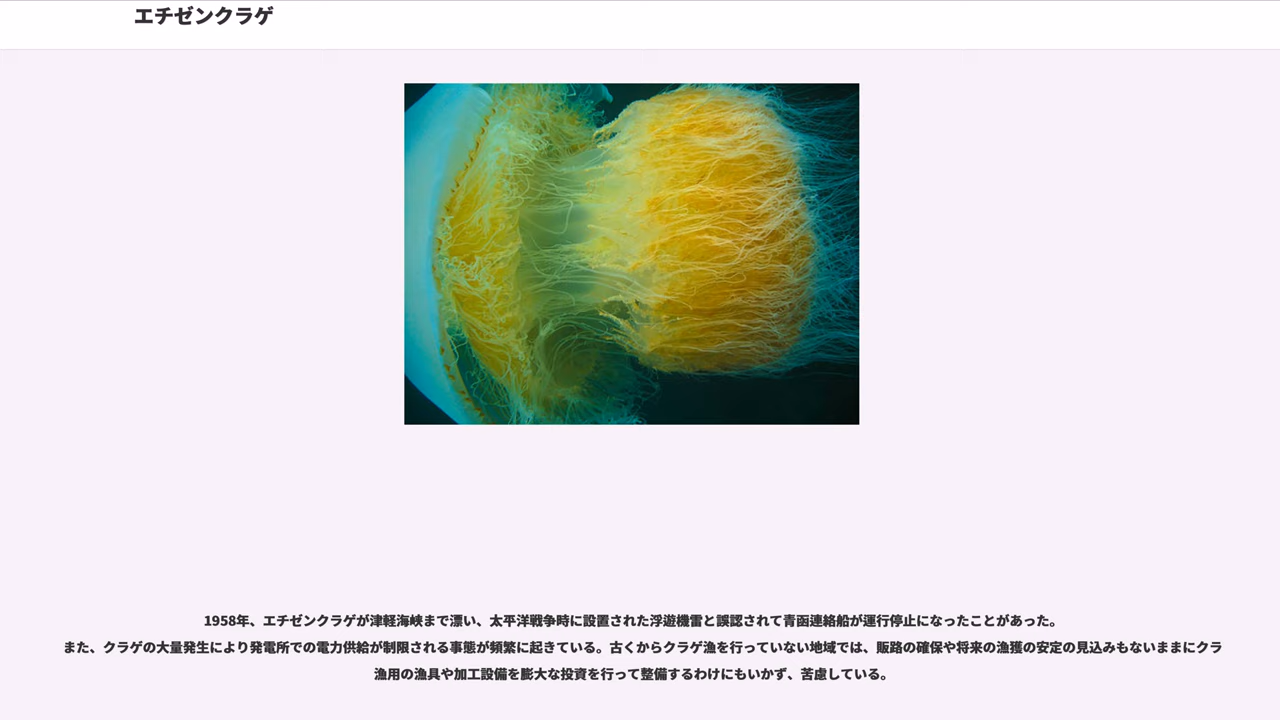 エチゼンクラゲ
1958年、エチゼンクラゲが津軽海峡まで漂い、太平洋戦争時に設置された浮遊機雷と誤認されて青函連絡船が運行停止になったことがあった。
また、クラゲの大量発生により発電所での電力供給が制限される事態が頻繁に起きている。古くからクラゲ漁を行っていない地域では、販路の確保や将来の漁獲の安定の見込みもないままにクラ
漁用の漁具や加工設備を膨大な投資を行って整備するわけにもいかず、苦慮している。